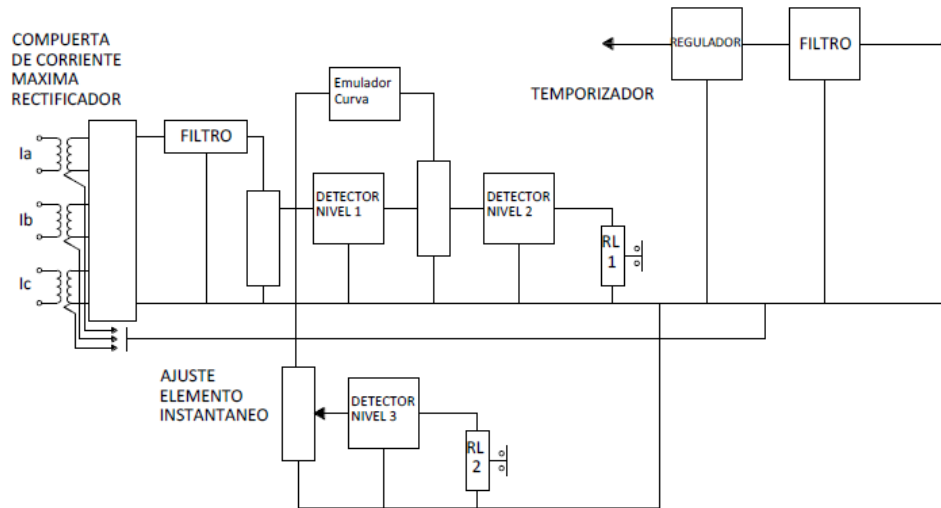 COMPUERTA
DE CORRIENTE
MAXIMA
RECTIFICADOR
REGULADOR
FILTRO
TEMPORIZADOR
Emulador
Curva
FILTRO
Ia
Ib
Ic
DETECTOR
NIVEL 1
DETECTOR
NIVEL 2
RL
1
AJUSTE
ELEMENTO
INSTANTANEO
DETECTOR
NIVEL 3
RL
2